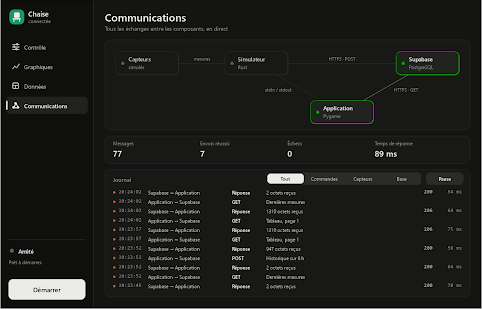 Chaise
connectée
Contrôle
Graphiques
Données
Communications
Arrêté
Prêt à démarrer.
Démarrer
Communications
Tous les échanges entre les composants, en direct
Capteurs
simulés
mesures
Simulateur
Rust
HTTPS · POST
Supabase
PostgreSQL
stdin / stdout
HTTPS · GET
Application
Pygame
Messages
77
Envois réussis
7
Échecs
0
Temps de réponse
89 ms
Journal
Tout
Commandes
Capteurs
Base
Pause
20:24:02 Supabase → Application Réponse 2 octets reçus 200 54 ms
20:24:02 Application → Supabase GET Dernières mesures
20:24:02 Supabase → Application Réponse 1310 octets reçus 206 64 ms
20:24:02 Application → Supabase GET Tableau, page 1
20:23:57 Supabase → Application Réponse 1310 octets reçus 206 75 ms
20:23:57 Application → Supabase GET Tableau, page 1
20:23:52 Supabase → Application Réponse 947 octets reçus 200 56 ms
20:23:52 Application → Supabase POST Historique sur 6 h
20:23:52 Supabase → Application Réponse 2 octets reçus 200 64 ms
20:23:52 Application → Supabase GET Dernières mesures
20:23:45 Supabase → Application Réponse 2 octets reçus 200 70 ms